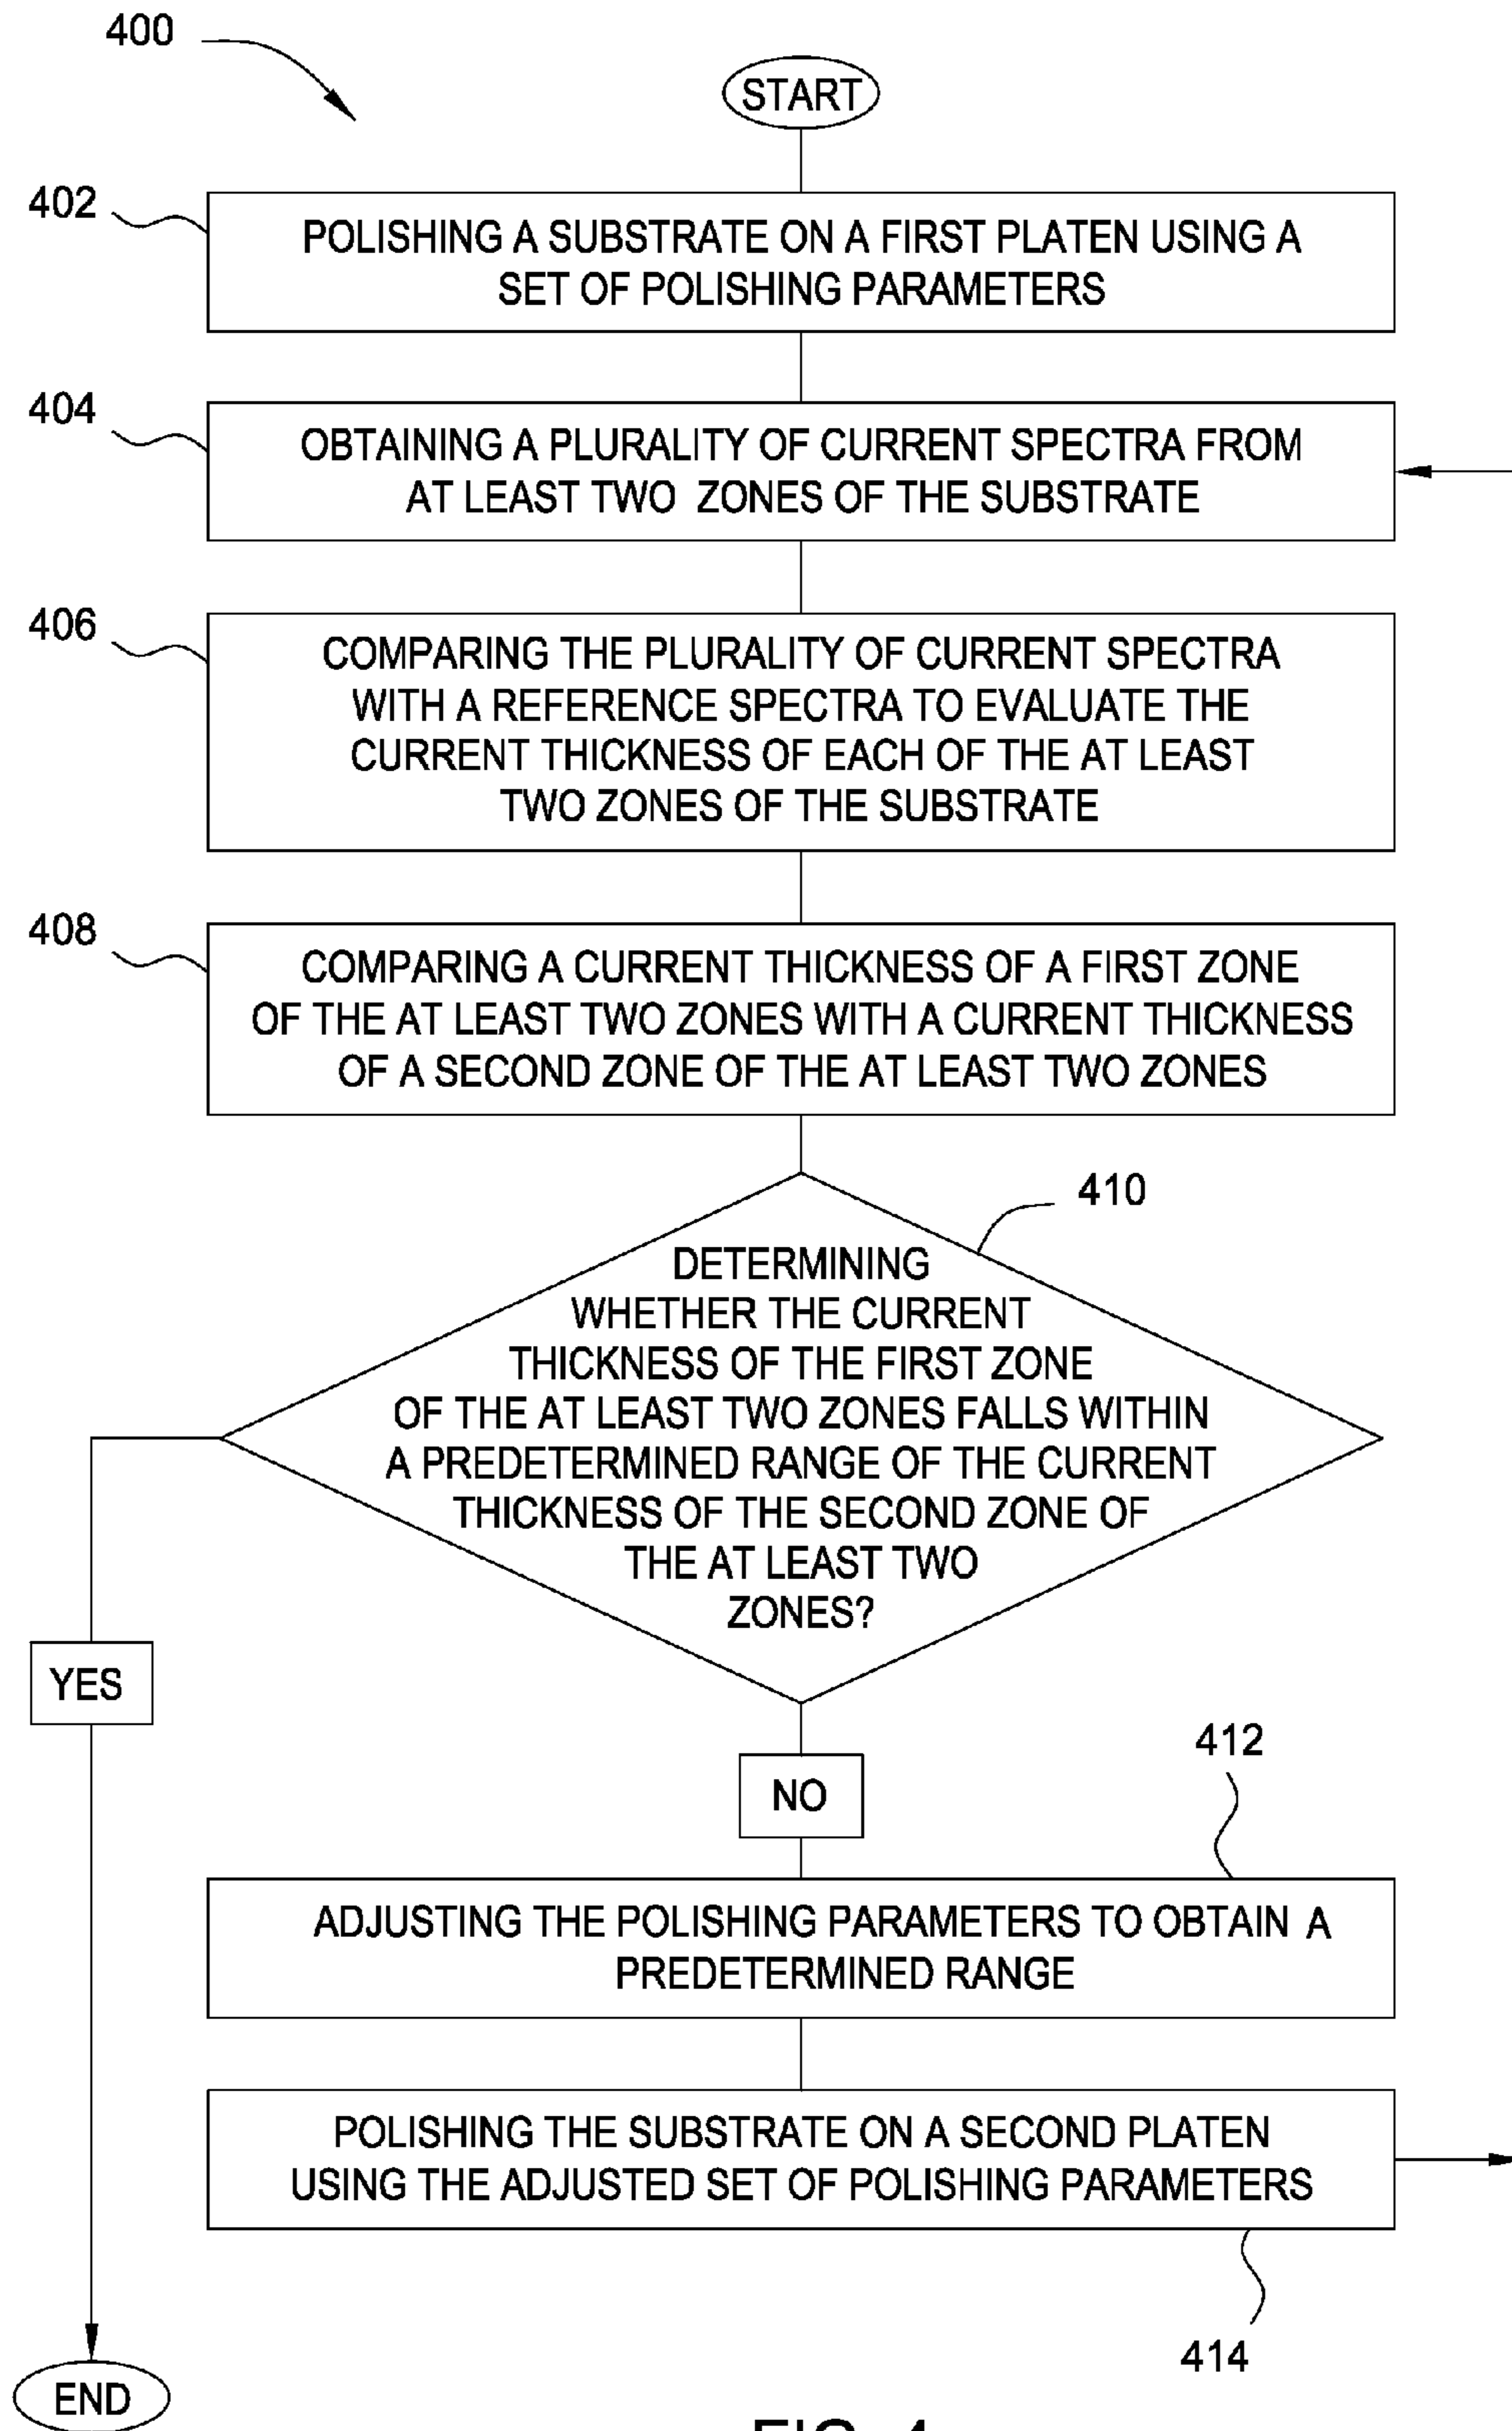 400
START
402
POLISHING A SUBSTRATE ON A FIRST PLATEN USING A
SET OF POLISHING PARAMETERS
404
OBTAINING A PLURALITY OF CURRENT SPECTRA FROM
AT LEAST TWO ZONES OF THE SUBSTRATE
406
COMPARING THE PLURALITY OF CURRENT SPECTRA
WITH A REFERENCE SPECTRA TO EVALUATE THE
CURRENT THICKNESS OF EACH OF THE AT LEAST
TWO ZONES OF THE SUBSTRATE
408
COMPARING A CURRENT THICKNESS OF A FIRST ZONE
OF THE AT LEAST TWO ZONES WITH A CURRENT THICKNESS
OF A SECOND ZONE OF THE AT LEAST TWO ZONES
410
DETERMINING
WHETHER THE CURRENT
THICKNESS OF THE FIRST ZONE
OF THE AT LEAST TWO ZONES FALLS WITHIN
A PREDETERMINED RANGE OF THE CURRENT
THICKNESS OF THE SECOND ZONE OF
THE AT LEAST TWO
ZONES?
YES
NO
412
ADJUSTING THE POLISHING PARAMETERS TO OBTAIN A
PREDETERMINED RANGE
POLISHING THE SUBSTRATE ON A SECOND PLATEN
USING THE ADJUSTED SET OF POLISHING PARAMETERS
414
END
FIG. 4